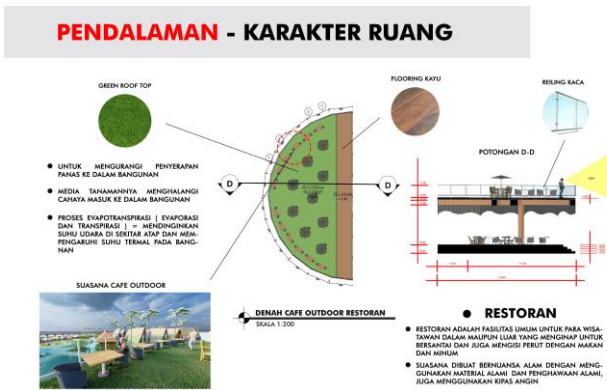 PENDALAMAN - KARAKTER RUANG
GREEN ROOF TOP
FLOORING KAYU
REILING KACA
● UNTUK MENGURANGI PENYERAPAN
PANAS KE DALAM BANGUNAN
● MEDIA TANAMANNYA MENGHALANGI
CAHAYA MASUK KE DALAM BANGUNAN
● PROSES EVAPOTRANSPIRASI ( EVAPORASI
DAN TRANSPIRASI ) = MENDINGINKAN
SUHU UDARA DI SEKITAR ATAP DAN MEM-
PENGARUHI SUHU TERMAL PADA BANG-
NAN
D
D
POTONGAN D-D
SUASANA CAFE OUTDOOR
DENAH CAFE OUTDOOR RESTORAN
SKALA 1:200
● RESTORAN
● RESTORAN ADALAH FASILITAS UMUM UNTUK PARA WISA-
TAWAN DALAM MAUPUN LUAR YANG MENGINAP UNTUK
BERSANTAI DAN JUGA MENGISI PERUT DENGAN MAKAN
DAN MINUM
● SUASANA DIBUAT BERNUANSA ALAM DENGAN MENG-
GUNAKAN MATERIAL ALAMI DAN PENGHAWAAN ALAMI,
JUGA MENGGUNAKAN KIPAS ANGIN